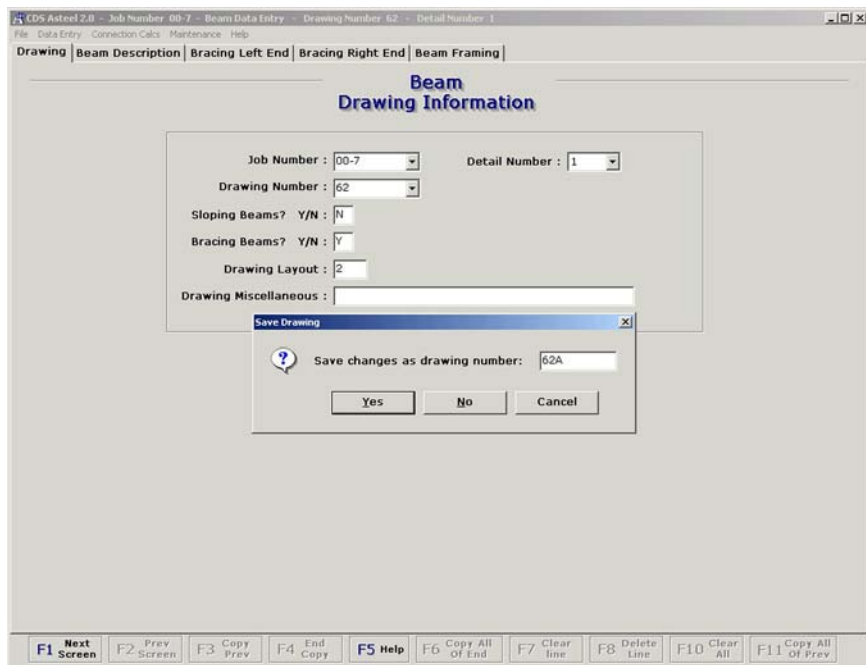 CDS Asteel 2.0 - Job Number 00-7 - Beam Data Entry - Drawing Number 62 - Detail Number 1
File Data Entry Connection Calcs Maintenance Help
Drawing Beam Description Bracing Left End Bracing Right End Beam Framing
Beam
Drawing Information
Job Number : 00-7 Detail Number : 1
Drawing Number : 62
Sloping Beams? Y/N : N
Bracing Beams? Y/N : Y
Drawing Layout : 2
Drawing Miscellaneous :
Save Drawing
Save changes as drawing number: 62A
Yes No Cancel
F1 Next Screen F2 Prev Screen F3 Copy Prev F4 End Copy F5 Help F6 Copy All Of End F7 Clear line F8 Delete Line F10 Clear All F11 Copy All Of Prev